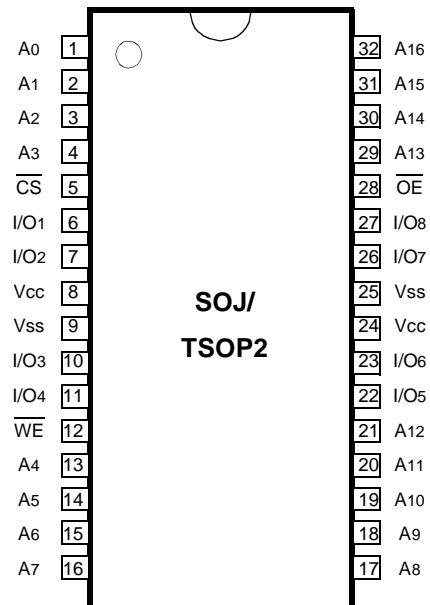 A0 1 32 A16
A1 2 31 A15
A2 3 30 A14
A3 4 29 A13
CS 5 28 OE
I/O1 6 27 I/O8
I/O2 7 26 I/O7
Vcc 8 25 Vss
SOJ/
Vss 9 24 Vcc
TSOP2
I/O3 10 23 I/O6
I/O4 11 22 I/O5
WE 12 21 A12
A4 13 20 A11
A5 14 19 A10
A6 15 18 A9
A7 16 17 A8